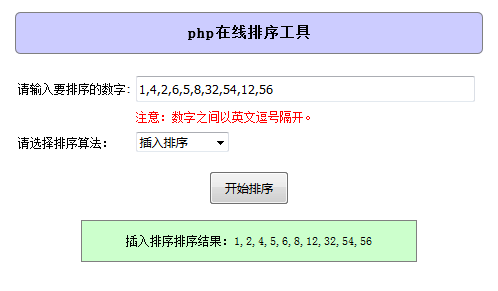 php在线排序工具
请输入要排序的数字: 1,4,2,6,5,8,32,54,12,56
注意：数字之间以英文逗号隔开。
请选择排序算法： 插入排序
开始排序
插入排序排序结果：1,2,4,5,6,8,12,32,54,56